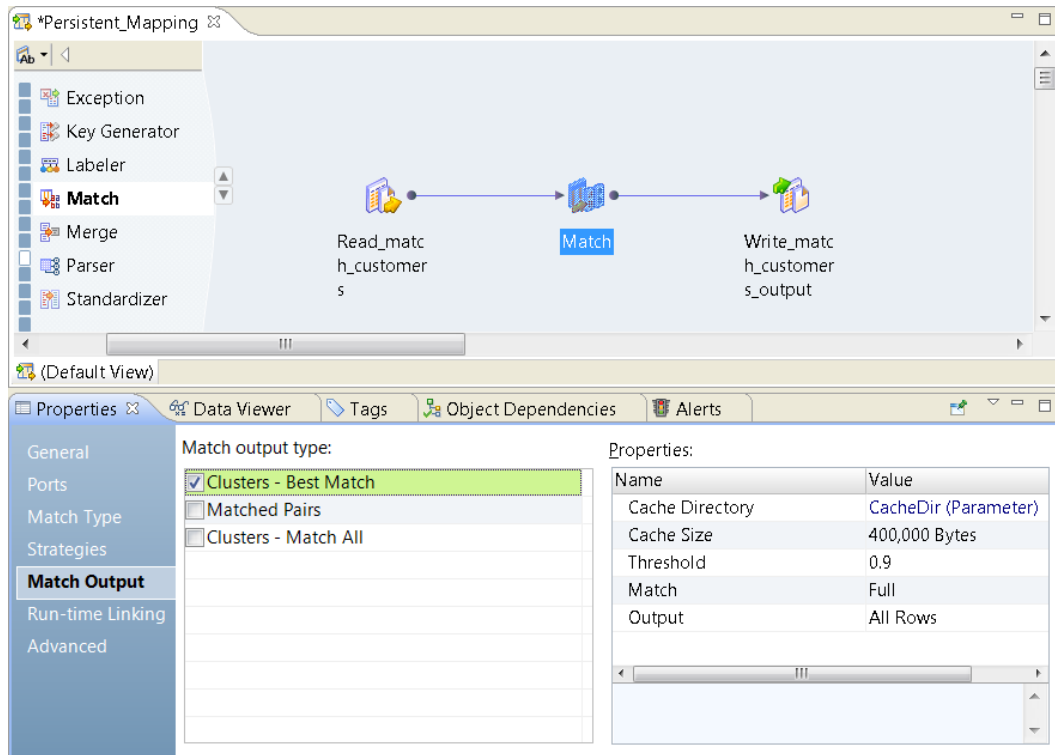 *Persistent_Mapping
Ab
Exception
Key Generator
Labeler
Match
Merge
Parser
Standardizer
Read_matc
h_customer
s
Match
Write_matc
h_customer
s_output
(Default View)
Properties Data Viewer Tags Object Dependencies Alerts
General
Ports
Match Type
Strategies
Match Output
Run-time Linking
Advanced
Match output type:
Clusters - Best Match
Matched Pairs
Clusters - Match All
Properties:
Name Value
Cache Directory CacheDir (Parameter)
Cache Size 400,000 Bytes
Threshold 0.9
Match Full
Output All Rows